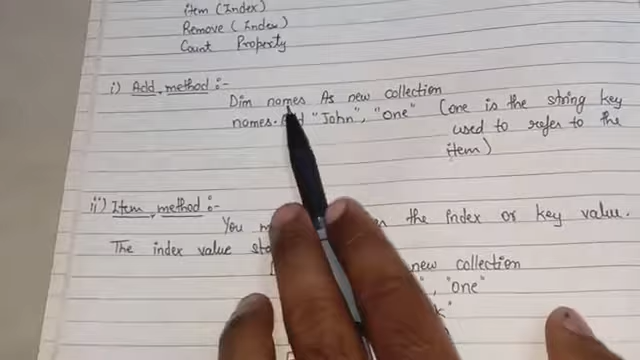 Item (Index)
Remove (Index)
Count Property
i) Add method :-
Dim names As new collection
names. "John", "one" (one is the string key
used to refer to the
item)
ii) Item method :-
You the index or key value.
The index value
new collection
", "one"